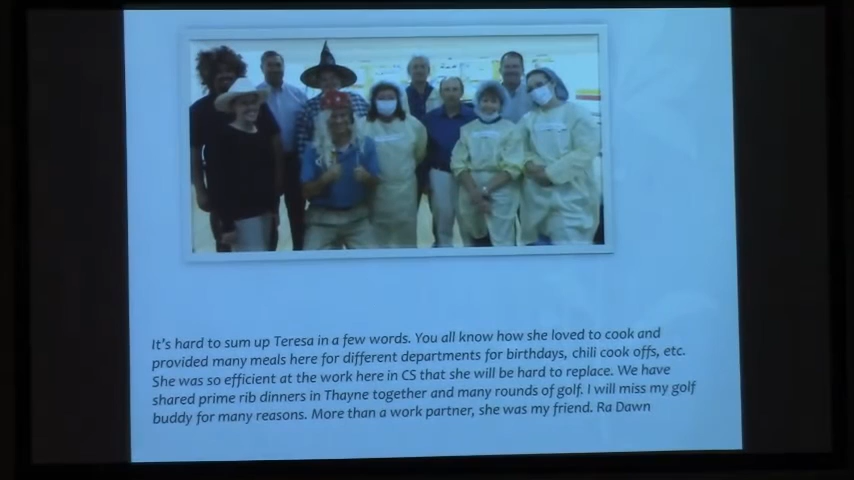 It's hard to sum up Teresa in a few words. You all know how she loved to cook and
provided many meals here for different departments for birthdays, chili cook offs, etc.
She was so efficient at the work here in CS that she will be hard to replace. We have
shared prime rib dinners in Thayne together and many rounds of golf. I will miss my golf
buddy for many reasons. More than a work partner, she was my friend. Ra Dawn